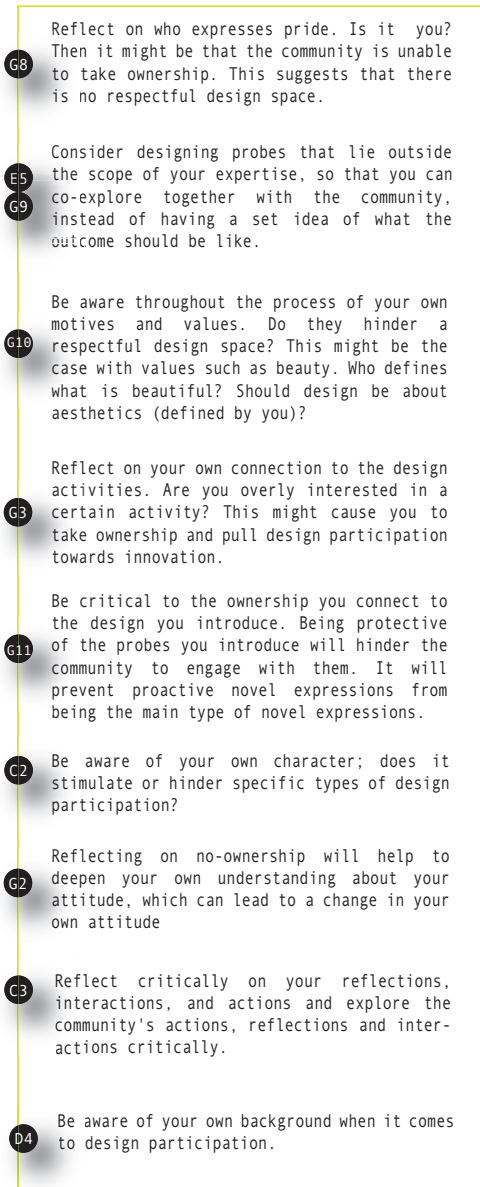 Reflect on who expresses pride. Is it you?
G8 Then it might be that the community is unable
to take ownership. This suggests that there
is no respectful design space.
Consider designing probes that lie outside
E5 the scope of your expertise, so that you can
G9 co-explore together with the community,
instead of having a set idea of what the
outcome should be like.
Be aware throughout the process of your own
motives and values. Do they hinder a
G10 respectful design space? This might be the
case with values such as beauty. Who defines
what is beautiful? Should design be about
aesthetics (defined by you)?
Reflect on your own connection to the design
activities. Are you overly interested in a
G3 certain activity? This might cause you to
take ownership and pull design participation
towards innovation.
Be critical to the ownership you connect to
the design you introduce. Being protective
G11 of the probes you introduce will hinder the
community to engage with them. It will
prevent proactive novel expressions from
being the main type of novel expressions.
C2 Be aware of your own character; does it
stimulate or hinder specific types of design
participation?
Reflecting on no-ownership will help to
G2 deepen your own understanding about your
attitude, which can lead to a change in your
own attitude
C3 Reflect critically on your reflections,
interactions, and actions and explore the
community's actions, reflections and inter-
actions critically.
Be aware of your own background when it comes
D4 to design participation.